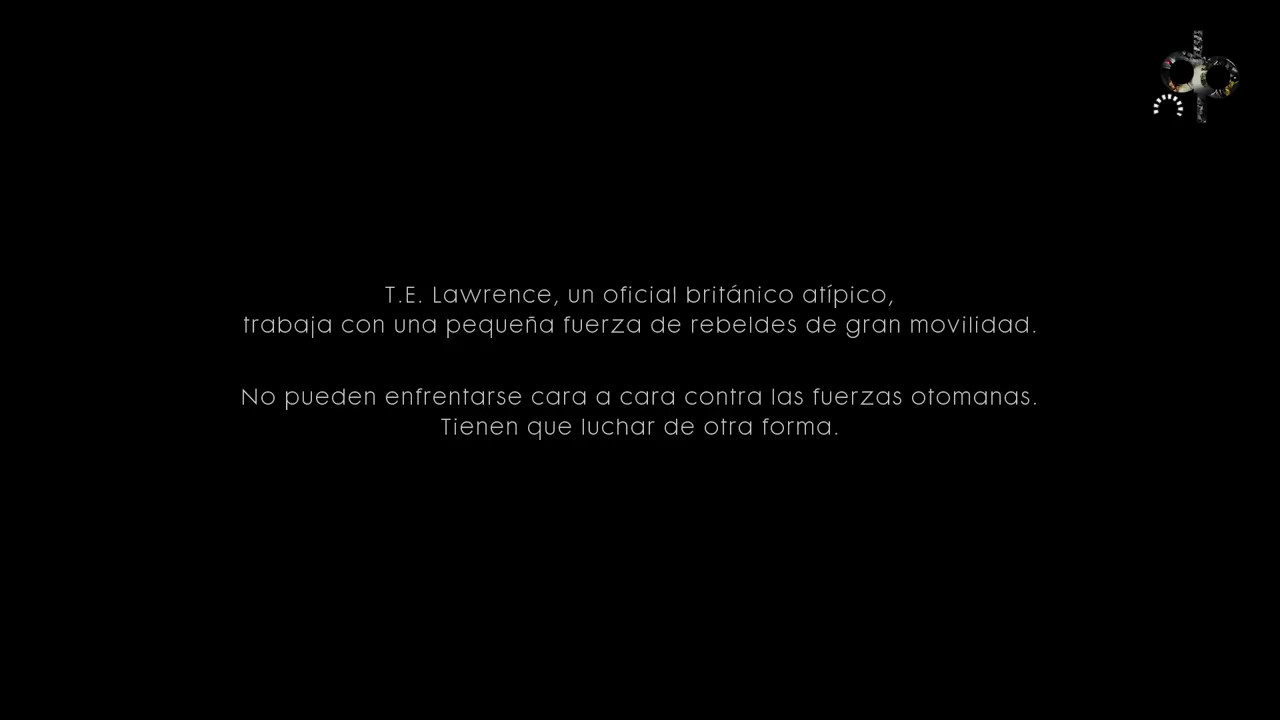 T.E. Lawrence, un oficial británico atípico,
trabaja con una pequeña fuerza de rebeldes de gran movilidad.
No pueden enfrentarse cara a cara contra las fuerzas otomanas.
Tienen que luchar de otra forma.